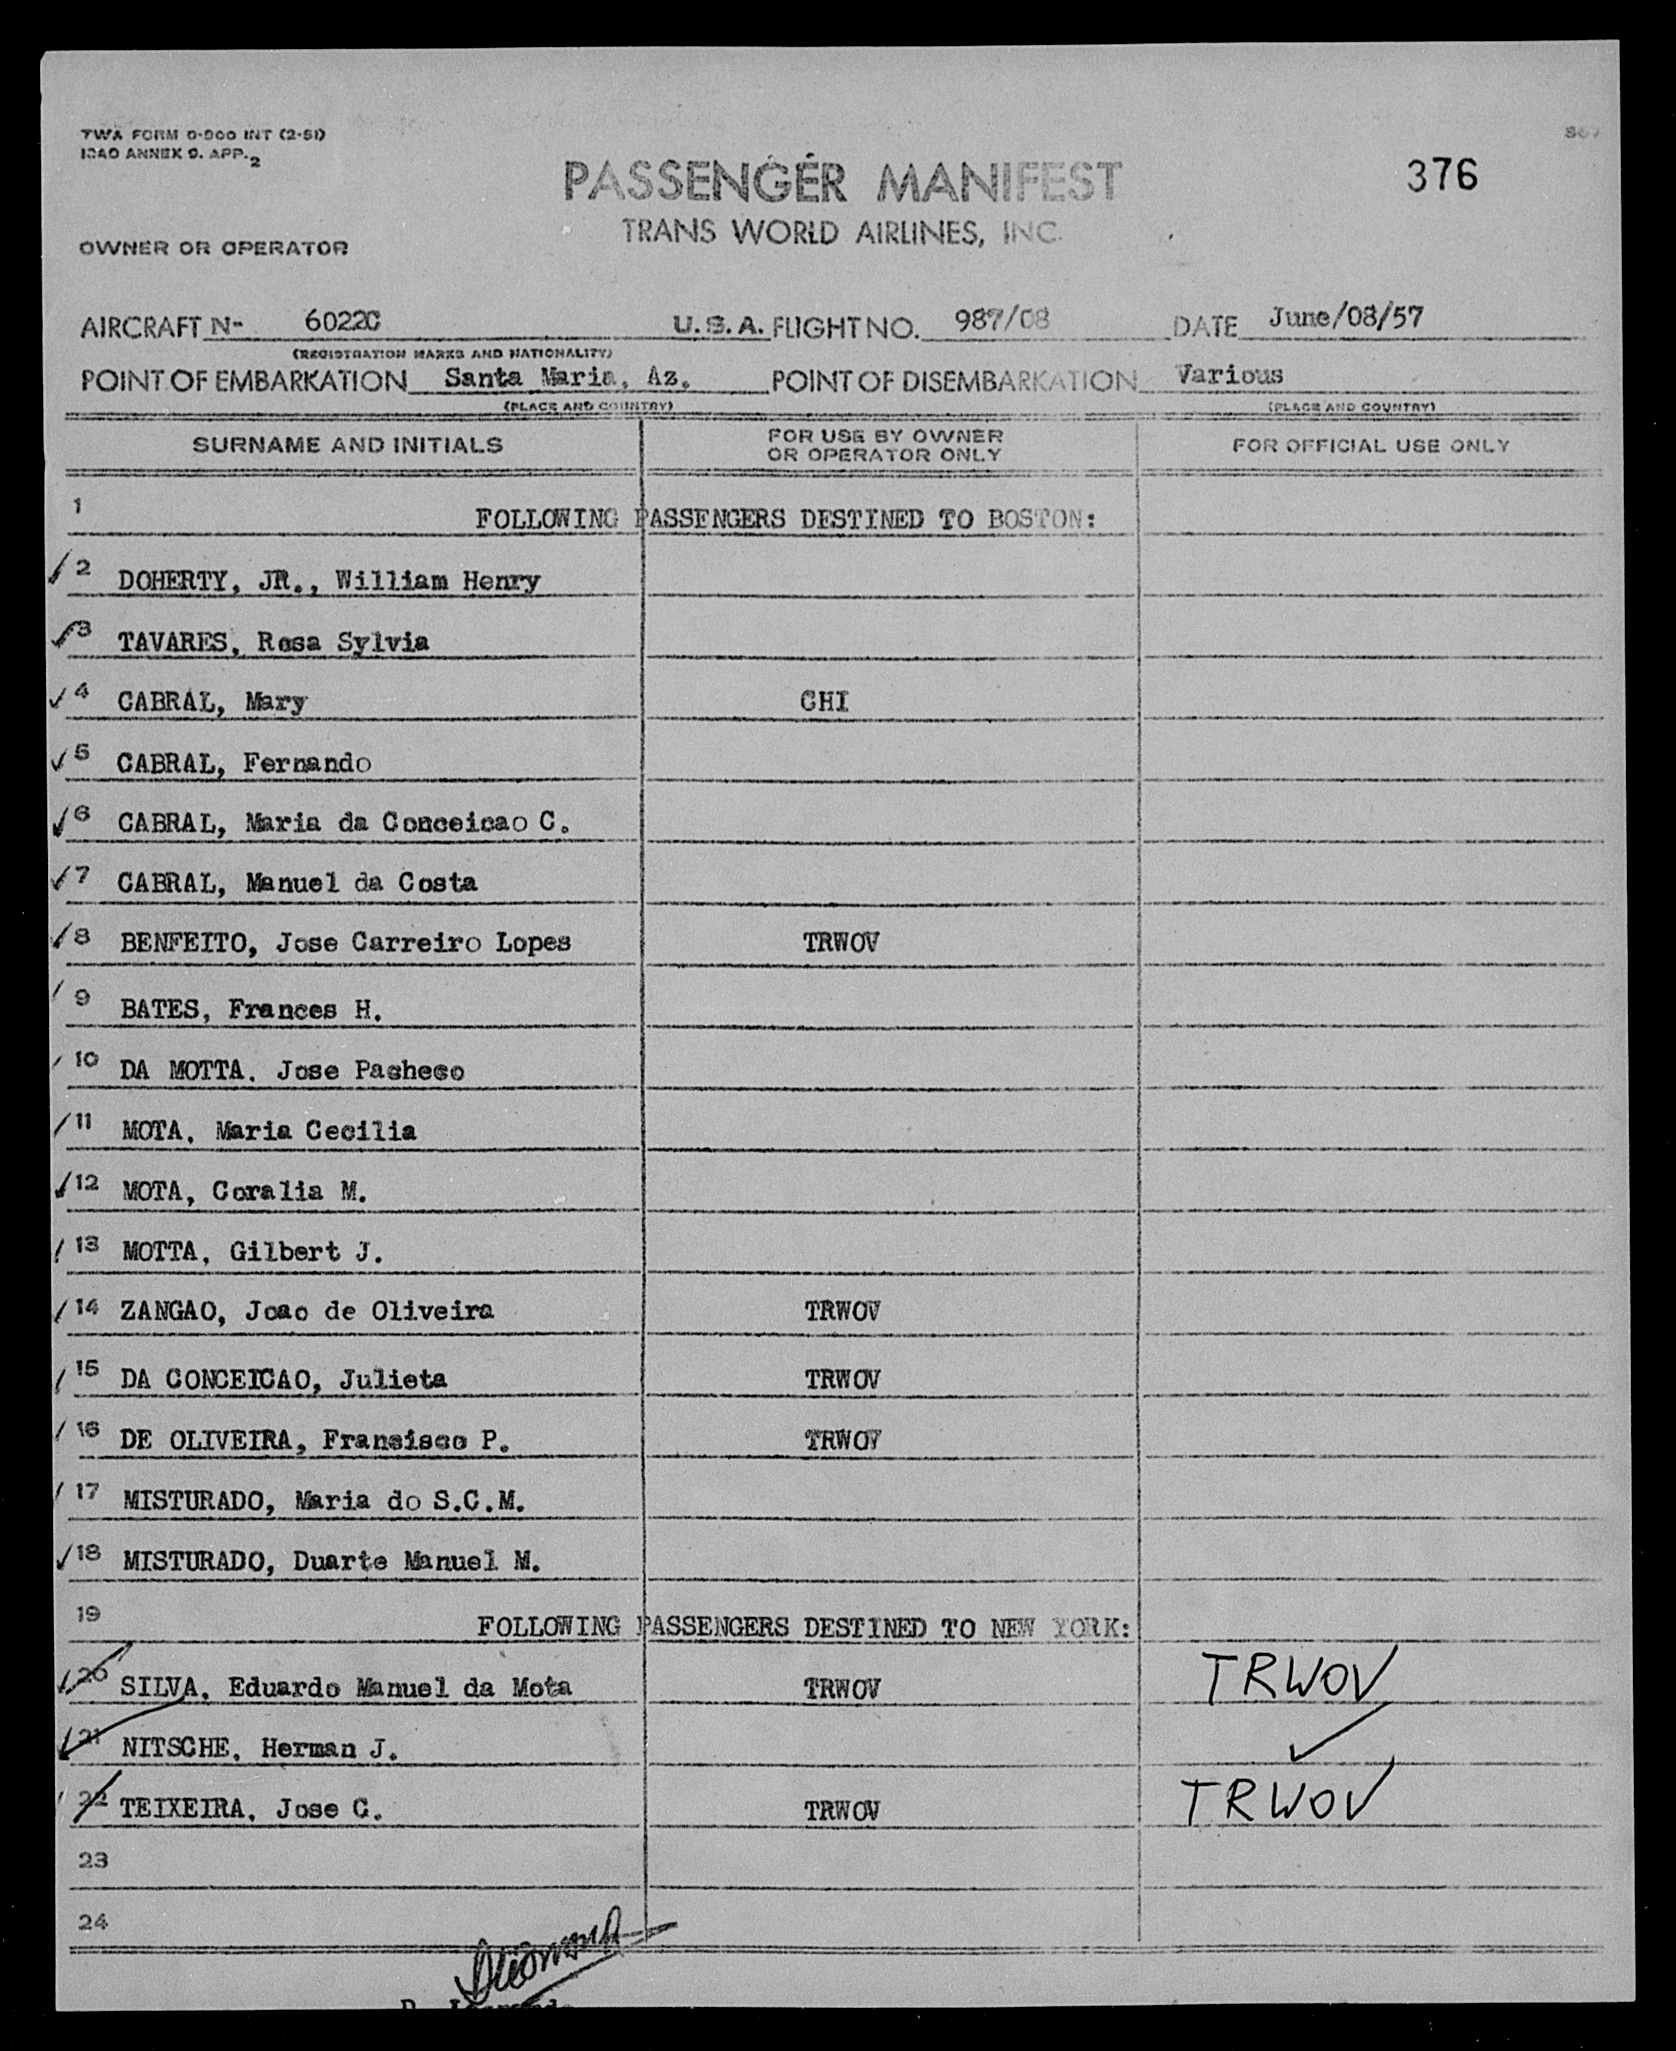 TWA FORM 0-900 INT (2-51)
ICAO ANNEX 9. APP. 2
PASSENGER MANIFEST
376
TRANS WORLD AIRLINES, INC.
OWNER OR OPERATOR
AIRCRAFT N- 6022C U.S.A. FLIGHT NO. 987/08 DATE June/08/57
(REGISTRATION MARKS AND NATIONALITY)
POINT OF EMBARKATION Santa Maria, Az. POINT OF DISEMBARKATION Various
(PLACE AND COUNTRY) (PLACE AND COUNTRY)
SURNAME AND INITIALS
FOR USE BY OWNER
OR OPERATOR ONLY
FOR OFFICIAL USE ONLY
1 FOLLOWING PASSENGERS DESTINED TO BOSTON:
2 DOHERTY, JR., William Henry
3 TAVARES, Rosa Sylvia
4 CABRAL, Mary CHI
5 CABRAL, Fernando
6 CABRAL, Maria da Conceicao C.
7 CABRAL, Manuel da Costa
8 BENFEITO, Jose Carreiro Lopes TRWOV
9 BATES, Frances H.
10 DA MOTTA, Jose Pacheco
11 MOTA, Maria Cecilia
12 MOTA, Coralia M.
13 MOTTA, Gilbert J.
14 ZANGAO, Joao de Oliveira TRWOV
15 DA CONCEICAO, Julieta TRWOV
16 DE OLIVEIRA, Francisco P. TRWOV
17 MISTURADO, Maria do S.C.M.
18 MISTURADO, Duarte Manuel M.
19 FOLLOWING PASSENGERS DESTINED TO NEW YORK:
20 SILVA, Eduardo Manuel da Mota TRWOV TRWOV
21 NITSCHE, Herman J.
22 TEIXEIRA, Jose C. TRWOV TRWOV
23
24